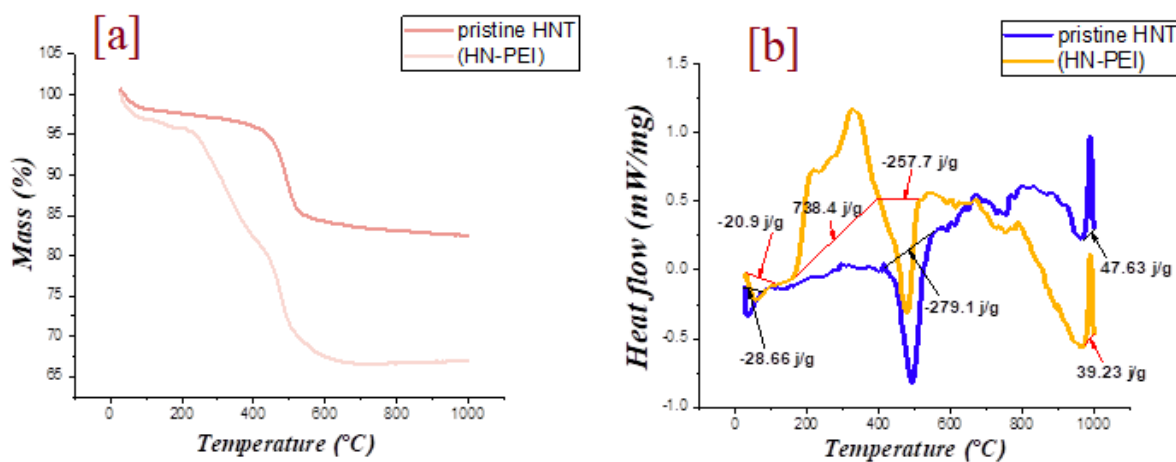 [a]
pristine HNT
(HN-PEI)
105
100
95
90
85
80
75
70
65
Mass (%)
0
200
400
600
800
1000
Temperature (°C)
[b]
pristine HNT
(HN-PEI)
1.0
0.5
0.0
-0.5
-1.0
Heat flow (mW/mg)
-257.7 j/g
738.4 j/g
-20.9 j/g
47.63 j/g
-279.1 j/g
-28.66 j/g
39.23 j/g
0
200
400
600
800
1000
Temperature (°C)